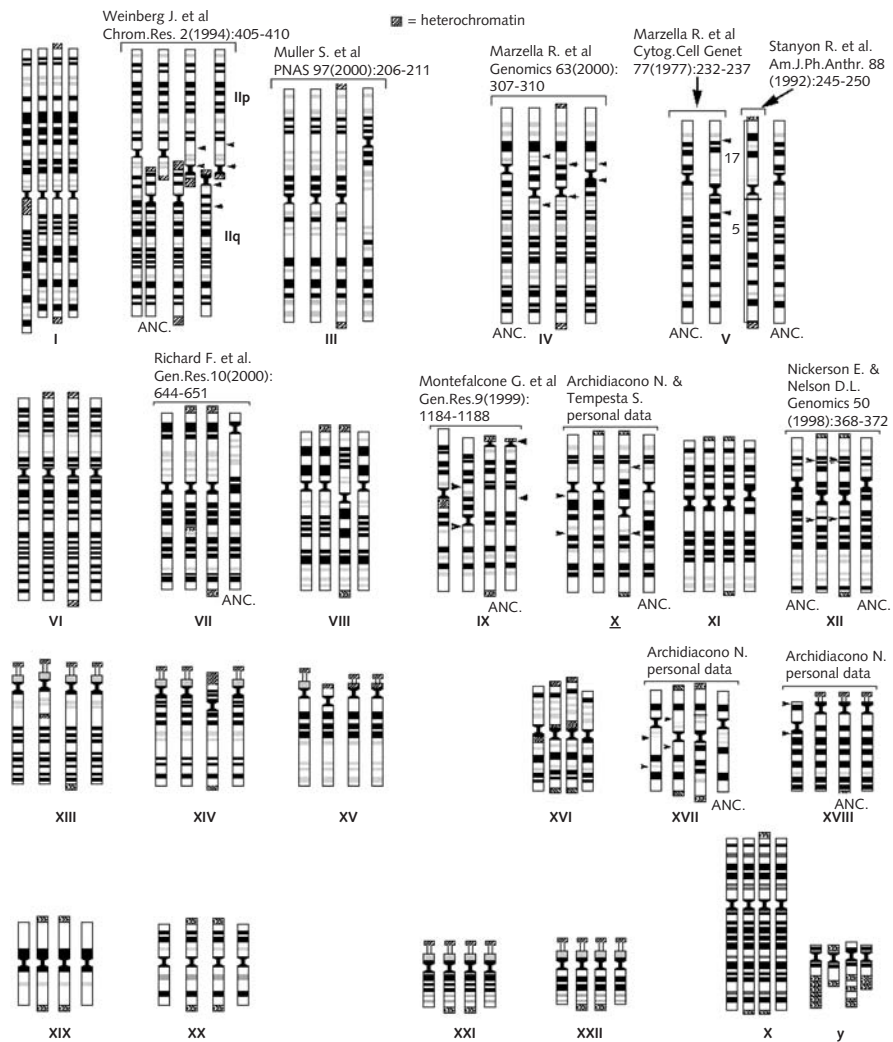 Weinberg J. et al
Chrom.Res. 2(1994):405-410
= heterochromatin
Muller S. et al
PNAS 97(2000):206-211
Marzella R. et al
Genomics 63(2000):
307-310
Marzella R. et al
Cytog.Cell Genet
77(1977):232-237
Stanyon R. et al.
Am.J.Ph.Anthr. 88
(1992):245-250
IIp
IIq
17
5
ANC.
ANC.
ANC.
ANC.
I
III
IV
V
Richard F. et al.
Gen.Res.10(2000):
644-651
Montefalcone G. et al
Gen.Res.9(1999):
1184-1188
Archidiacono N. &
Tempesta S.
personal data
Nickerson E. &
Nelson D.L.
Genomics 50
(1998):368-372
ANC.
ANC.
ANC.
ANC.
ANC.
VI
VII
VIII
IX
X
XI
XII
Archidiacono N.
personal data
Archidiacono N.
personal data
ANC.
ANC.
XIII
XIV
XV
XVI
XVII
XVIII
XIX
XX
XXI
XXII
X
y